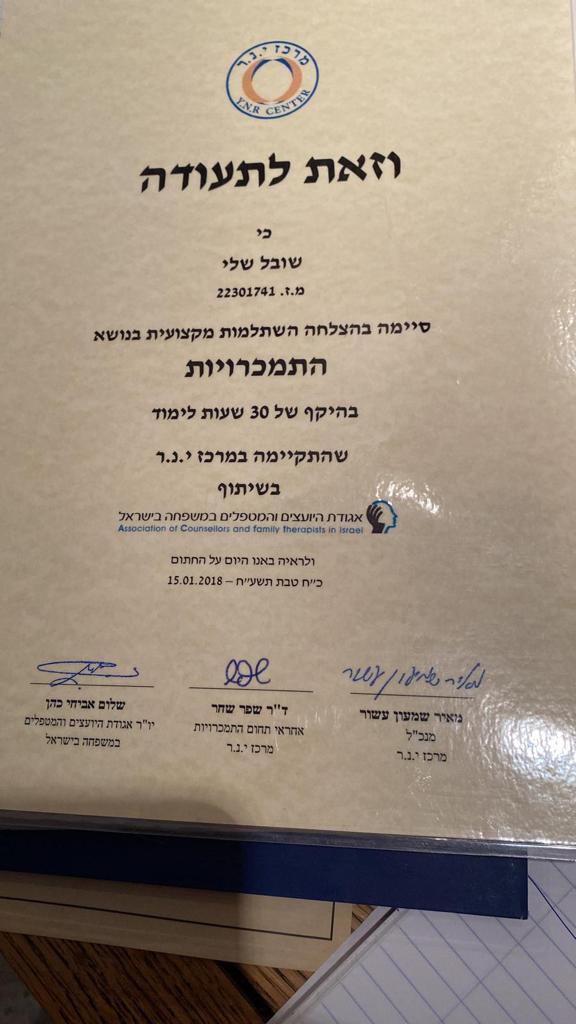 מרכז י.נ.ר
Y.N.R CENTER
וזאת לתעודה
כי
שובל שלי
מ.ז. 22301741
סיימה בהצלחה השתלמות מקצועית בנושא
התמכרויות
בהיקף של 30 שעות לימוד
שהתקיימה במרכז י.נ.ר
בשיתוף
אגודת היועצים והמטפלים במשפחה בישראל
Association of Counsellors and family therapists in Israel
ולראיה באנו היום על החתום
כ״ח טבת תשע״ח – 15.01.2018
מאיר שמעון עשור
מאיר שמעון עשור
מנכ"ל
מרכז י.נ.ר
ד"ר שפר שחר
אחראי תחום התמכרויות
מרכז י.נ.ר
שלום אביחי כהן
יו"ר אגודת היועצים והמטפלים
במשפחה בישראל